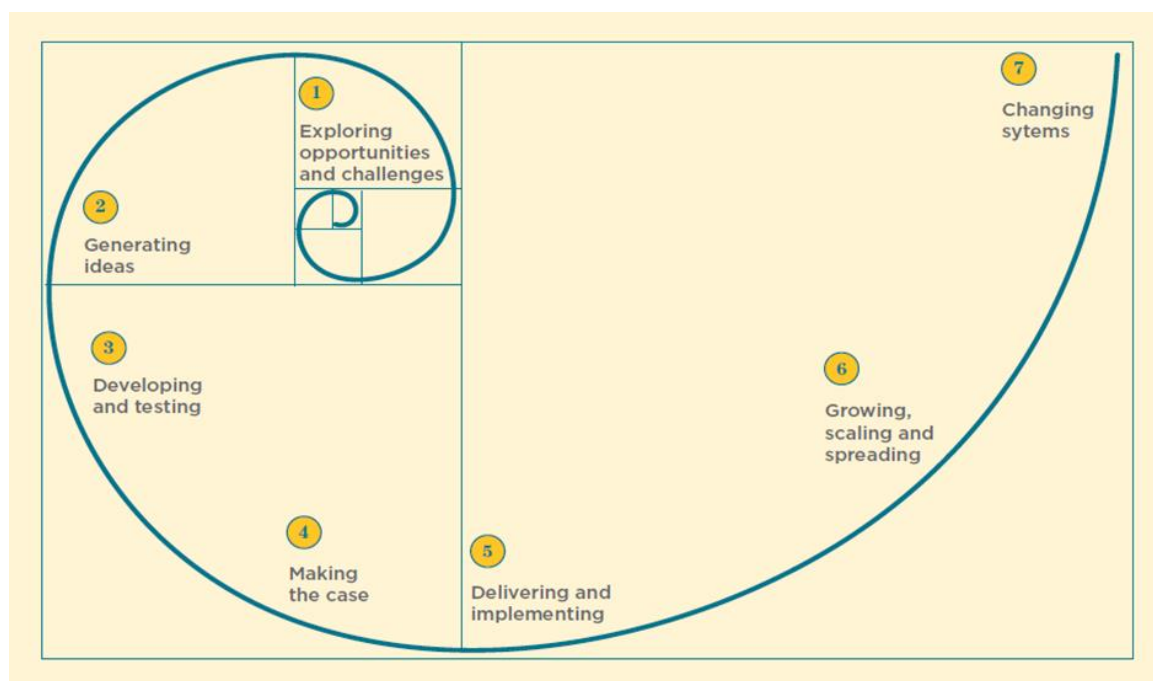 1
Exploring
opportunities
and challenges
2
Generating
ideas
3
Developing
and testing
4
Making
the case
5
Delivering and
implementing
6
Growing,
scaling and
spreading
7
Changing
sytems